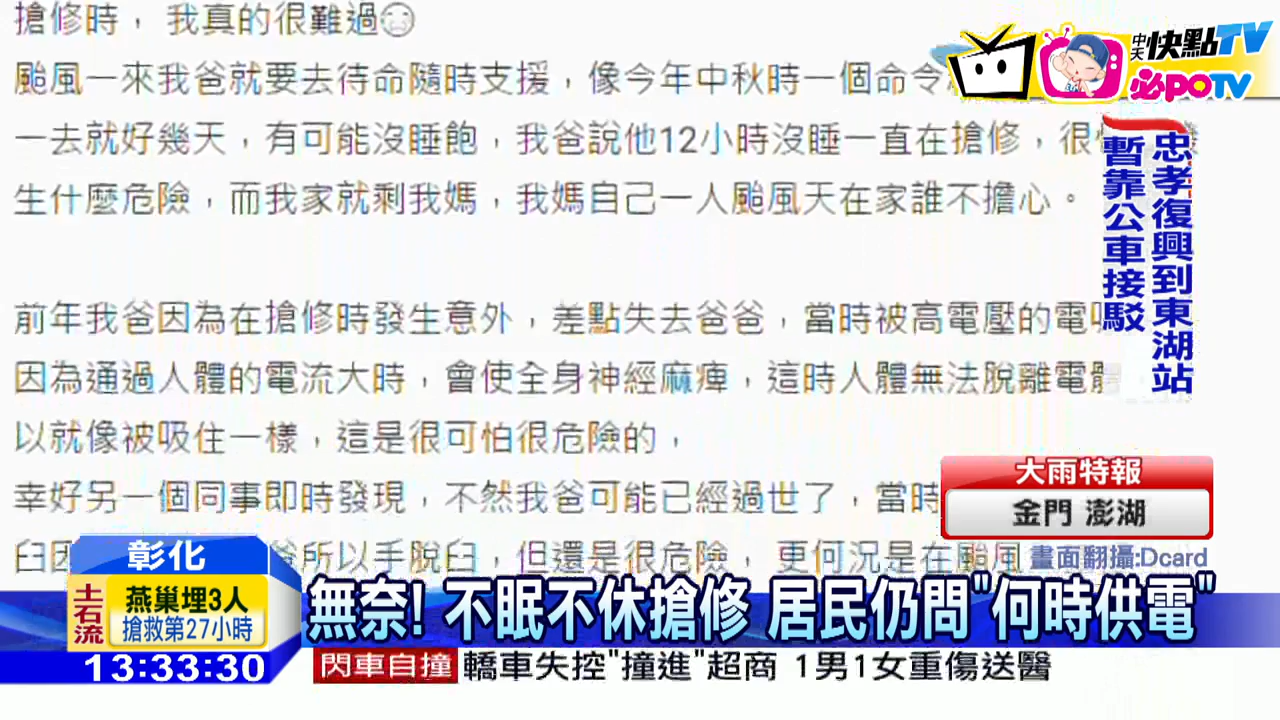 搶修時， 我真的很難過
颱風一來我爸就要去待命隨時支援，像今年中秋時一個命令
一去就好幾天，有可能沒睡飽，我爸說他12小時沒睡一直在搶修，很
生什麼危險，而我家就剩我媽，我媽自己一人颱風天在家誰不擔心。
前年我爸因為在搶修時發生意外，差點失去爸爸，當時被高電壓的電
因為通過人體的電流大時，會使全身神經麻痺，這時人體無法脫離電體
以就像被吸住一樣，這是很可怕很危險的，
幸好另一個同事即時發現，不然我爸可能已經過世了，當時
臼因
所以手脫臼，但還是很危險， 更何況是在颱風
中天快點TV
必POTV
忠孝復興到東湖站
暫靠公車接駁
大雨特報
金門 澎湖
畫面翻攝:Dcard
彰化
土石流
燕巢埋3人
搶救第27小時
13:33:30
無奈! 不眠不休搶修 居民仍問"何時供電"
閃車自撞 轎車失控"撞進"超商 1男1女重傷送醫